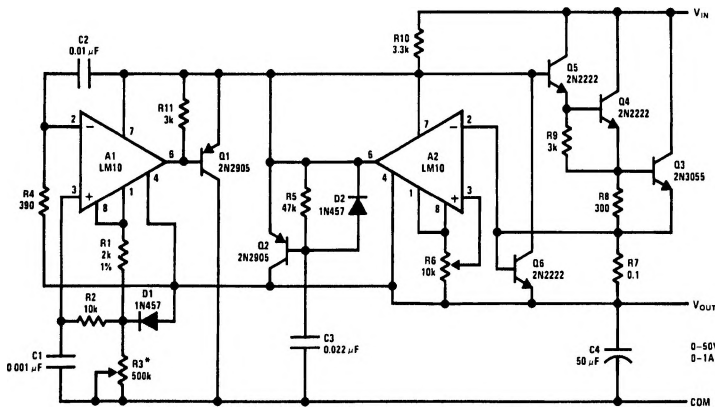 C2
0.01 μF
R10
3.3k
VIN
Q5
2N2222
Q4
2N2222
R11
3k
2
−
7
A1
LM10
6
+
3
8
1
4
Q1
2N2905
R4
390
R1
2k
1%
R2
10k
D1
1N457
C1
0.001 μF
R3*
500k
R5
47k
D2
1N457
Q2
2N2905
C3
0.022 μF
6
7
−
2
A2
LM10
4
1
8
+
3
R6
10k
R9
3k
Q3
2N3055
R8
300
Q6
2N2222
R7
0.1
VOUT
C4
50 μF
0-50V
0-1A
COM